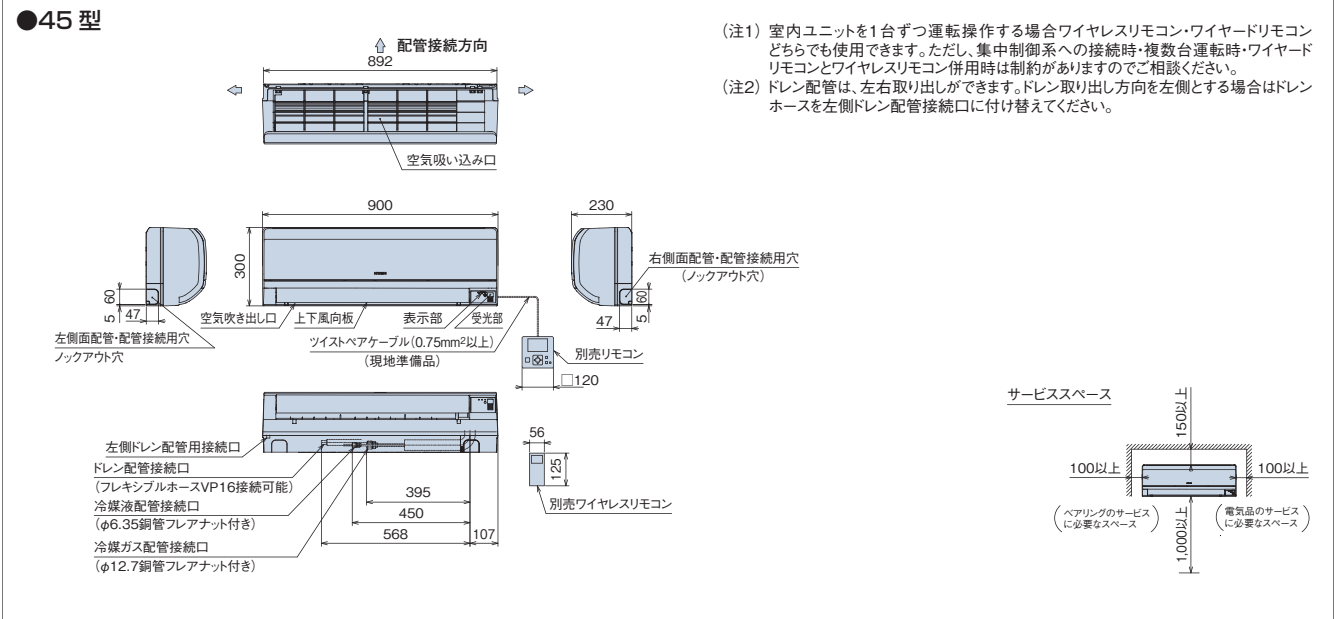 ●45 型
配管接続方向
892
空気吸い込み口
900
230
300
60
5
47
左側面配管・配管接続用穴
ノックアウト穴
空気吹き出し口
上下風向板
表示部
受光部
ツイストペアケーブル(0.75mm²以上)
(現地準備品)
右側面配管・配管接続用穴
(ノックアウト穴)
60
5
47
別売リモコン
□120
左側ドレン配管用接続口
ドレン配管接続口
(フレキシブルホースVP16接続可能)
冷媒液配管接続口
(φ6.35銅管フレアナット付き)
冷媒ガス配管接続口
(φ12.7銅管フレアナット付き)
395
450
568
107
56
125
別売ワイヤレスリモコン
(注1) 室内ユニットを1台ずつ運転操作する場合ワイヤレスリモコン・ワイヤードリモコン
どちらでも使用できます。ただし、集中制御系への接続時・複数台運転時・ワイヤード
リモコンとワイヤレスリモコン併用時は制約がありますのでご相談ください。
(注2) ドレン配管は、左右取り出しができます。ドレン取り出し方向を左側とする場合はドレン
ホースを左側ドレン配管接続口に付け替えてください。
サービススペース
150以上
100以上
100以上
(ベアリングのサービス
に必要なスペース)
(電気品のサービス
に必要なスペース)
1,000以上